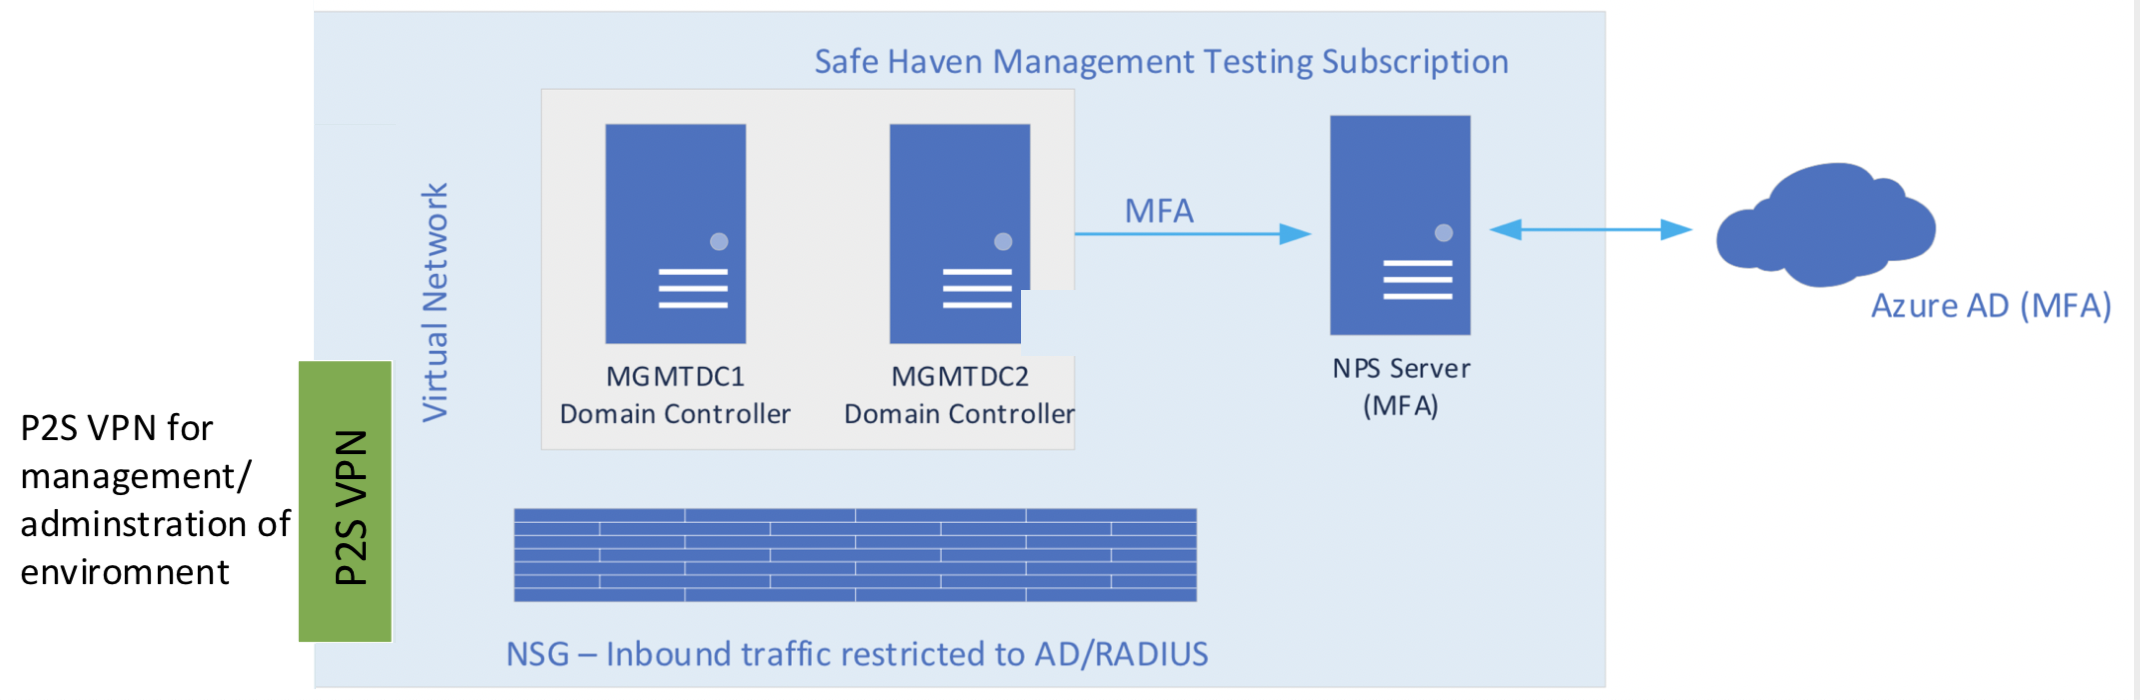 Safe Haven Management Testing Subscription
Virtual Network
MFA
MGMTDC1
Domain Controller
MGMTDC2
Domain Controller
NPS Server
(MFA)
Azure AD (MFA)
P2S VPN for
management/
adminstration of
enviromnent
P2S VPN
NSG – Inbound traffic restricted to AD/RADIUS